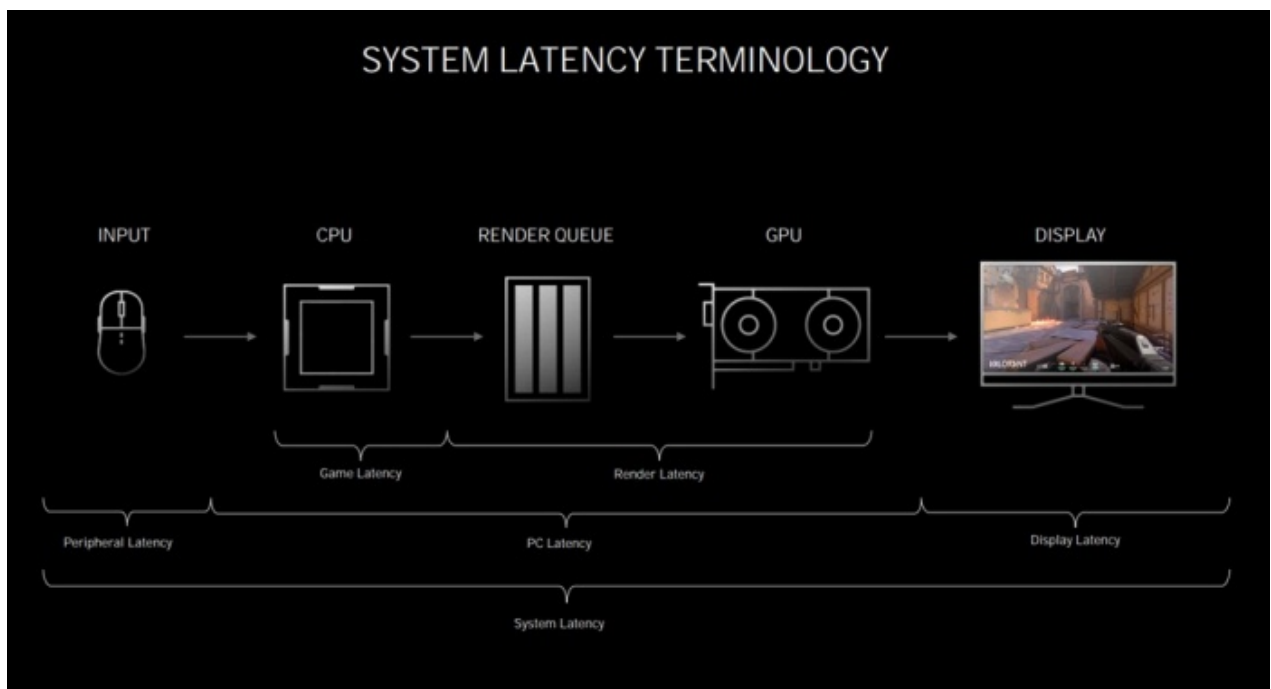 SYSTEM LATENCY TERMINOLOGY
INPUT
CPU
RENDER QUEUE
GPU
DISPLAY
VALORANT
Game Latency
Render Latency
Peripheral Latency
PC Latency
Display Latency
System Latency